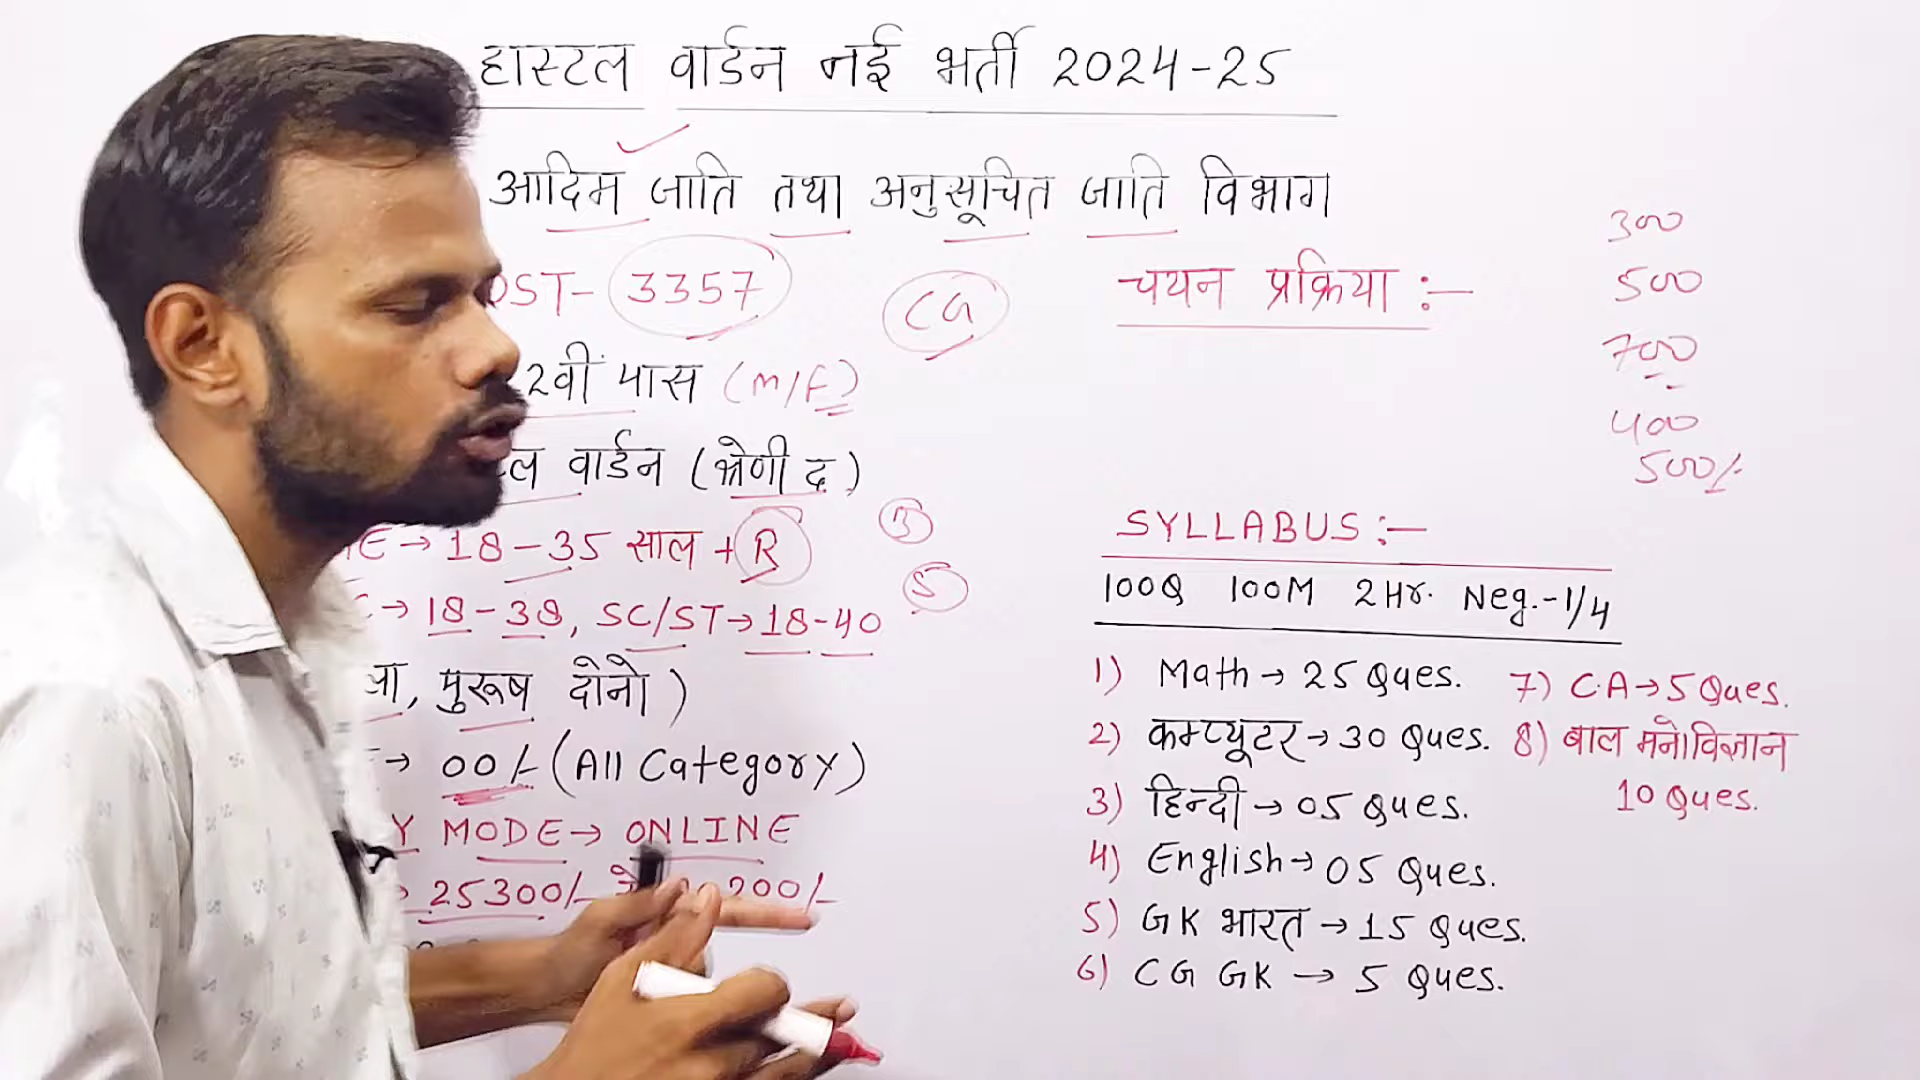 हास्टल वार्डन नई भर्ती 2024-25
आदिम जाति तथा अनुसूचित जाति विभाग
OST- 3357
CG
2वीं पास (M/F)
ल वार्डन (श्रेणी द)
E→ 18-35 साल + R
3
→ 18-38, SC/ST→ 18-40
5
पुरूष दोनो)
→ 00/- (All Category)
Y MODE→ ONLINE
25300/- 200/-
चयन प्रक्रिया :-
300
500
700
400
500/-
SYLLABUS :-
100Q 100M 2Hr. Neg.-1/4
1) Math → 25 Ques.
2) कम्प्यूटर → 30 Ques.
3) हिन्दी → 05 Ques.
4) English → 05 Ques.
5) GK भारत → 15 Ques.
6) CG GK → 5 Ques.
7) C.A → 5 Ques.
8) बाल मनोविज्ञान
10 Ques.